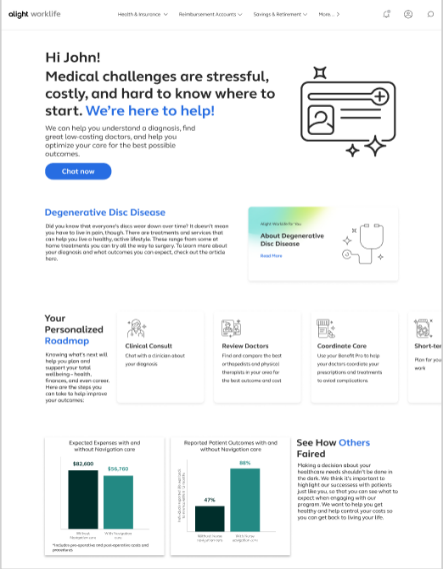 alight worklife
Health & Insurance
Reimbursement Accounts
Savings & Retirement
More...
Hi John!
Medical challenges are stressful,
costly, and hard to know where to
start. We're here to help!
We can help you understand a diagnosis, find
great low-costing doctors, and help you
optimize your care for the best possible
outcomes.
Chat now
Degenerative Disc Disease
Did you know that everyone's discs wear down over time? It doesn't mean
you have to live in pain, though. There are treatments and services that
can help you live a healthy, active lifestyle. These range from some at
home treatments you can try all the way to surgery. To learn more about
your diagnosis and what outcomes you can expect, check out the article
here.
Alight Worklife for You
About Degenerative
Disc Disease
Read More
Your
Personalized
Roadmap
Knowing what's next will
help you plan and
support your total
wellbeing—health,
finances, and even career.
Here are the steps you
can take to help improve
your outcomes:
Clinical Consult
Chat with a clinician about
your diagnosis
Review Doctors
Find and compare the best
orthopedists and physical
therapists in your area for
the best outcome and cost
Coordinate Care
Use your Benefit Pro to help
your doctors coordinate your
prescriptions and treatments
to avoid complications
Short-ter
Plan for you
work
Expected Expenses with and
without Navigation care
$82,600
Without
Navigation care
With Navigation
care
*Includes pre-operative and post-operative costs and
procedures
Reported Patient Outcomes with and
without Navigation care
47%
88%
See How Others
Faired
Making a decision about your
healthcare needs shouldn't be done in
the dark. We think it's important to
highlight our success with patients
just like you, so that you can see what to
expect when engaging with our
program. We want to help you get
healthy and help control your costs so
you can get back to living your life.